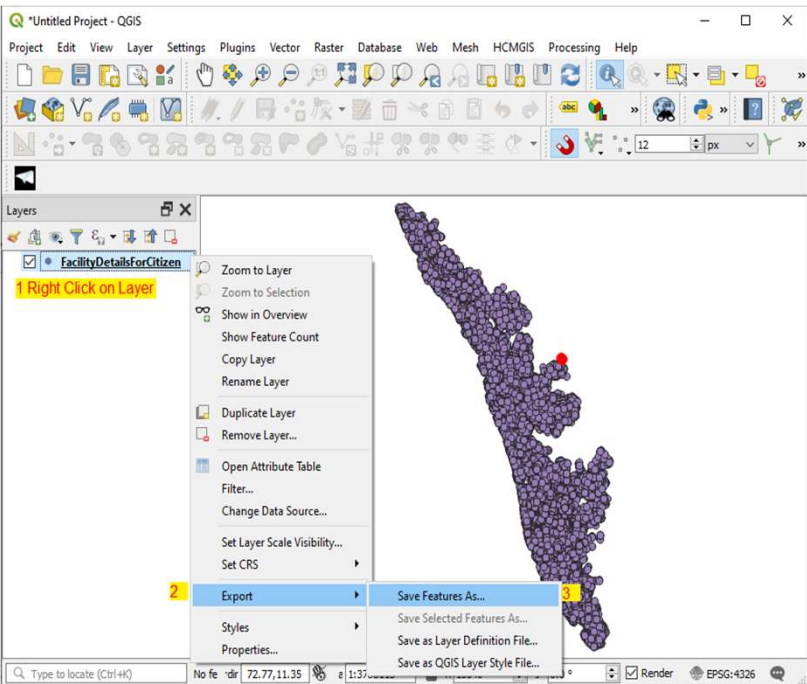 *Untitled Project - QGIS
Project Edit View Layer Settings Plugins Vector Raster Database Web Mesh HCMGIS Processing Help
abc
12 px
Layers
FacilityDetailsForCitizen
1 Right Click on Layer
Zoom to Layer
Zoom to Selection
Show in Overview
Show Feature Count
Copy Layer
Rename Layer
Duplicate Layer
Remove Layer...
Open Attribute Table
Filter...
Change Data Source...
Set Layer Scale Visibility...
Set CRS
2 Export Save Features As... 3
Save Selected Features As...
Styles
Save as Layer Definition File...
Properties...
Save as QGIS Layer Style File...
Type to locate (Ctrl+K) No fe 72.77,11.35 Render EPSG:4326